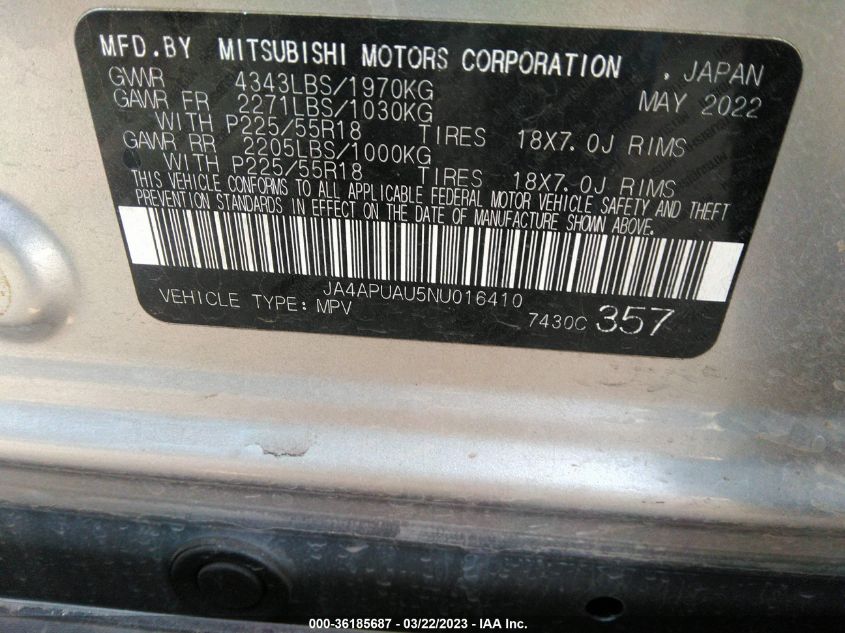 MFD. BY MITSUBISHI MOTORS CORPORATION , JAPAN
GVWR 4343LBS/1970KG MAY 2022
GAWR FR 2271LBS/1030KG
WITH P225/55R18 TIRES 18X7.0J RIMS
GAWR RR 2205LBS/1000KG
WITH P225/55R18 TIRES 18X7.0J RIMS
THIS VEHICLE CONFORMS TO ALL APPLICABLE FEDERAL MOTOR VEHICLE SAFETY AND THEFT
PREVENTION STANDARDS IN EFFECT ON THE DATE OF MANUFACTURE SHOWN ABOVE.
JA4APUAU5NU016410
VEHICLE TYPE: MPV
7430C 357
000-36185687 - 03/22/2023 - IAA Inc.